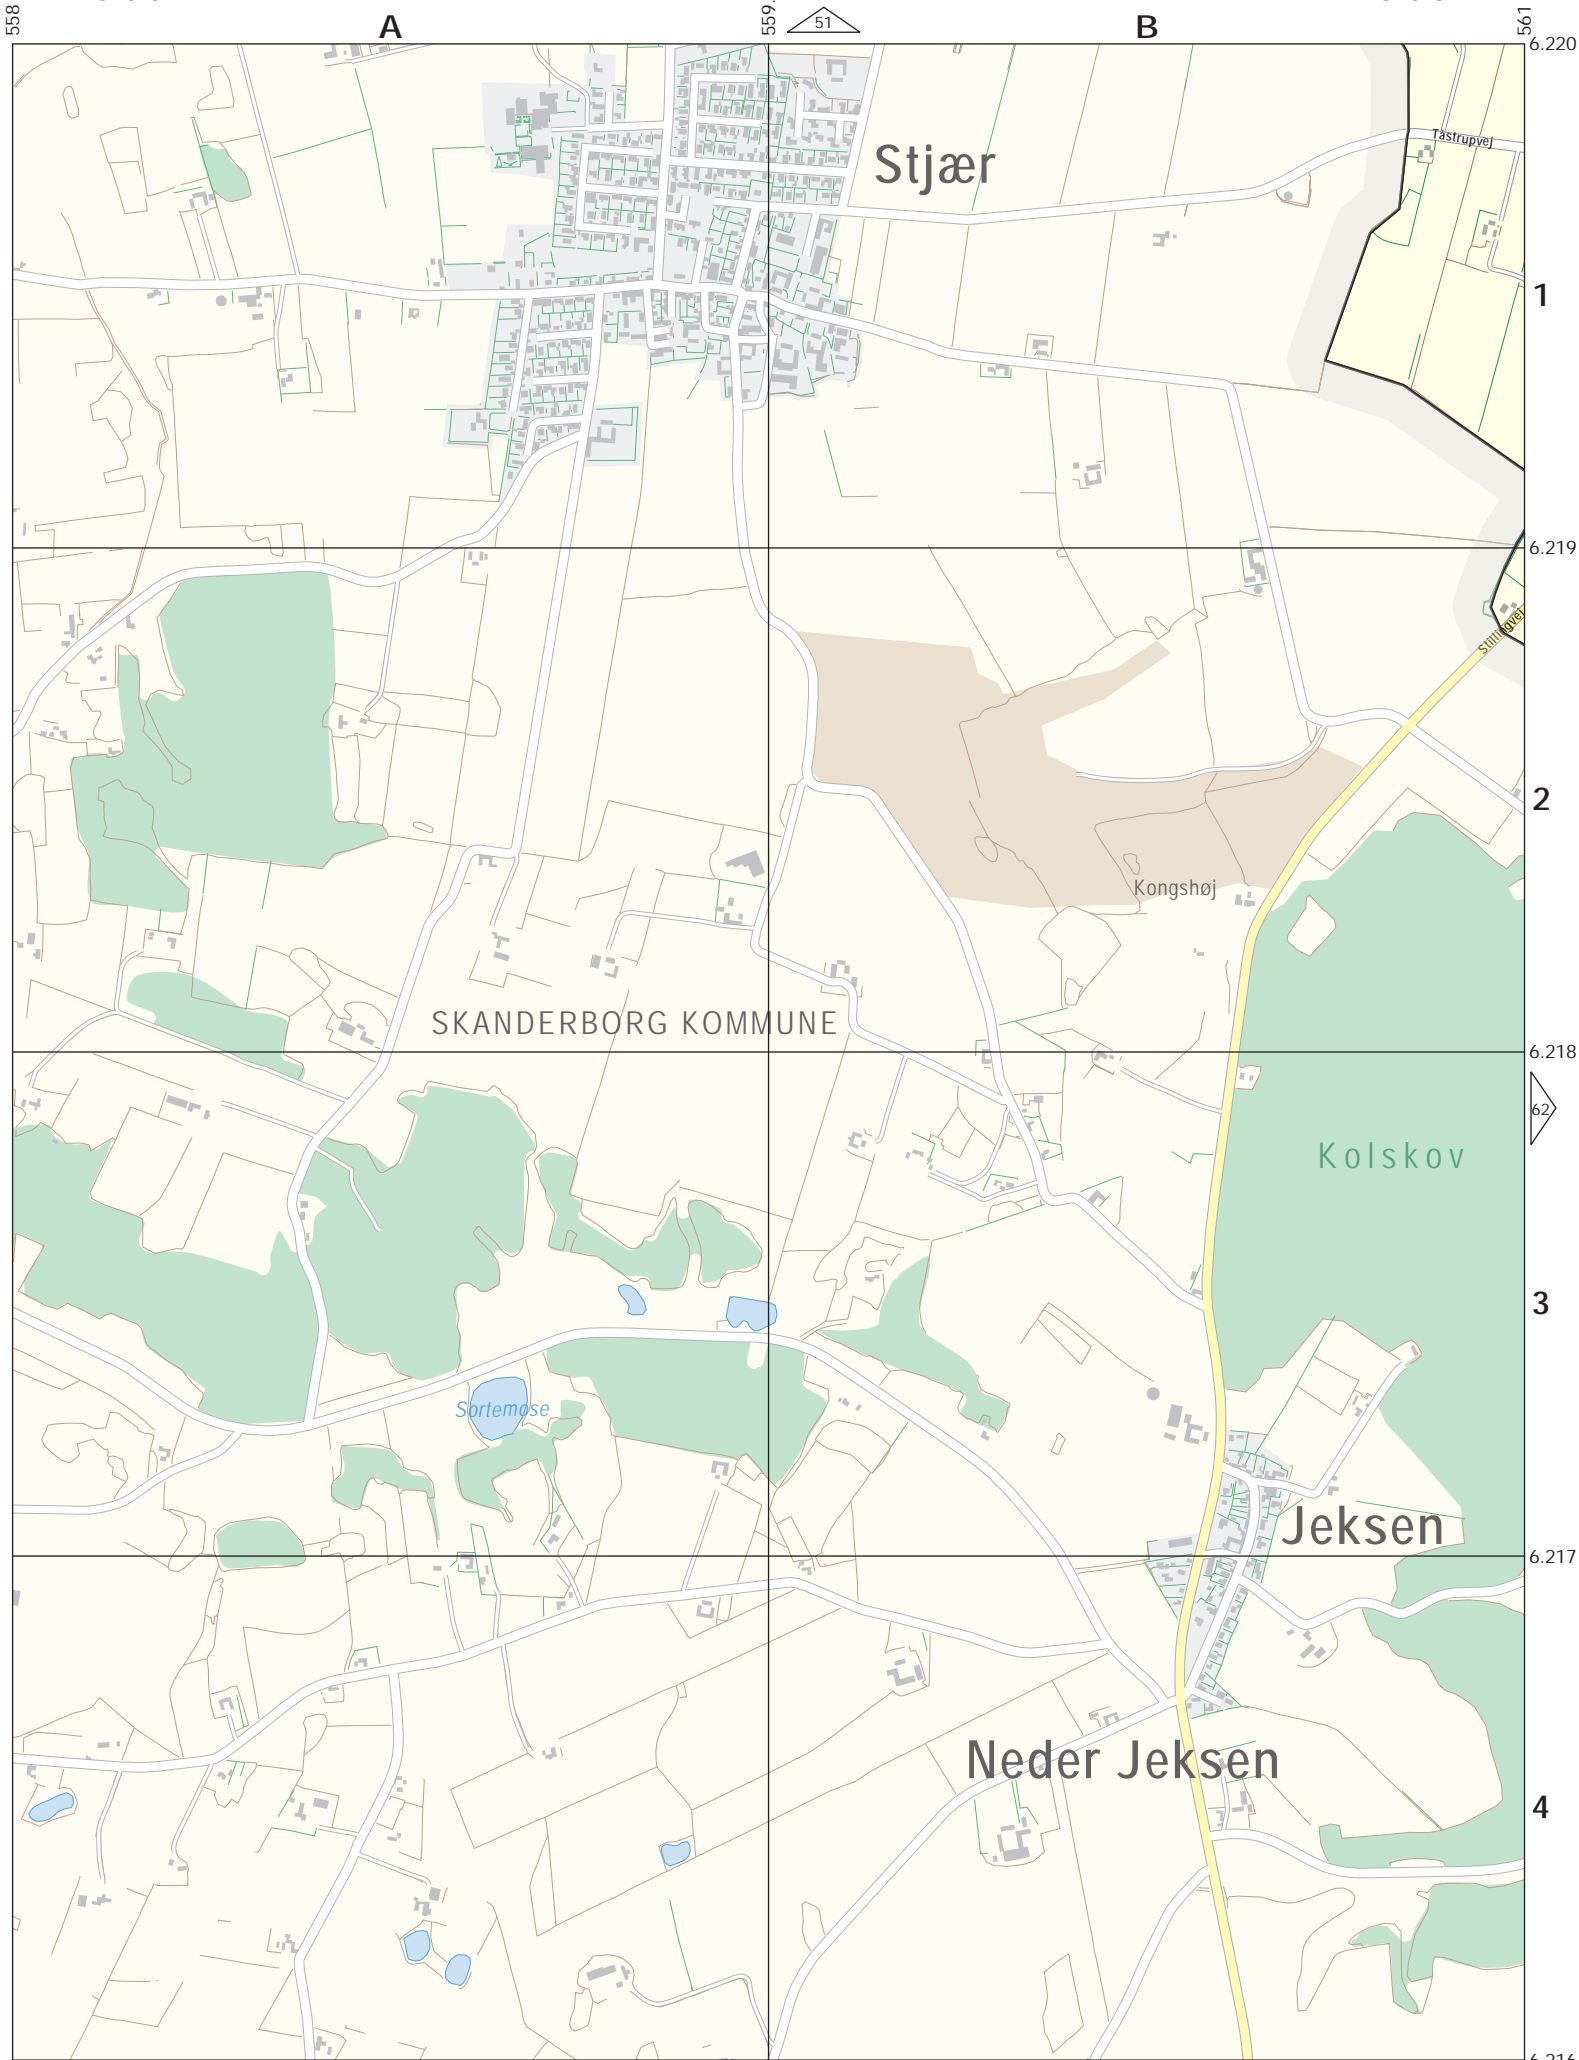 558
A
559.
51
B
561
6.220
Tåstrupvej
Stjær
1
6.219
Stillingvej
2
Kongshøj
SKANDERBORG KOMMUNE
6.218
62
Kolskov
3
Sortemose
Jeksen
6.217
Neder Jeksen
4